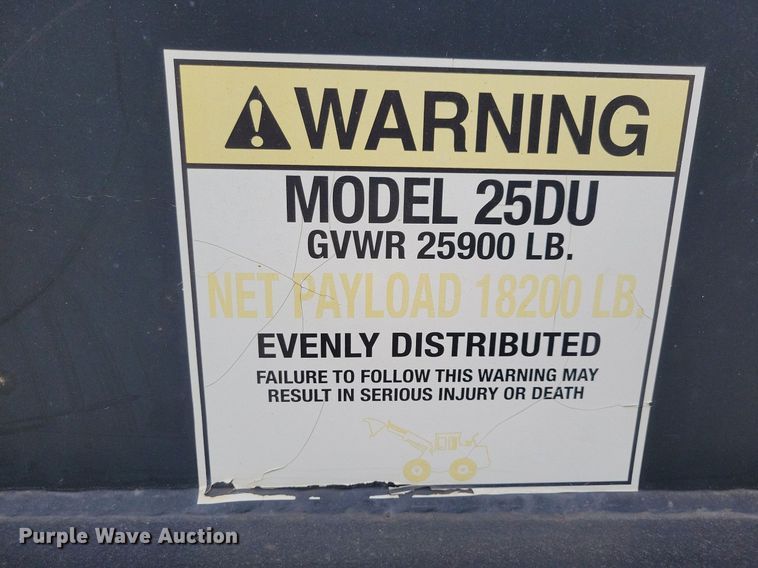 WARNING
MODEL 25DU
GVWR 25900 LB.
NET PAYLOAD 18200 LB.
EVENLY DISTRIBUTED
FAILURE TO FOLLOW THIS WARNING MAY
RESULT IN SERIOUS INJURY OR DEATH
Purple Wave Auction